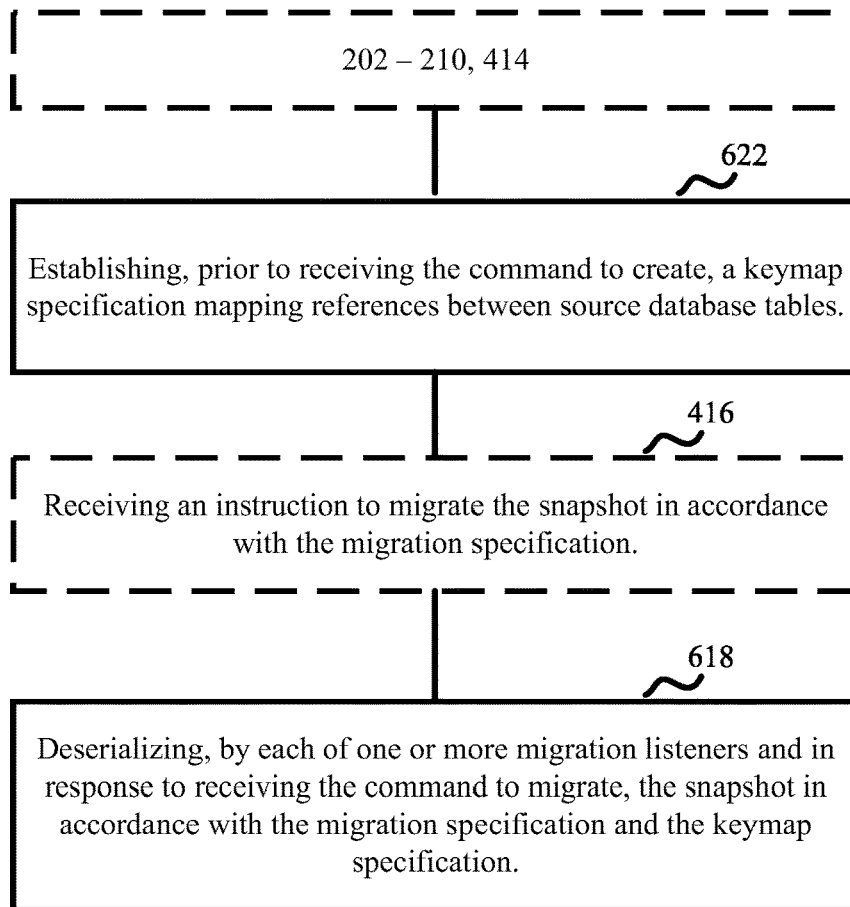 202 – 210, 414
622
Establishing, prior to receiving the command to create, a keymap
specification mapping references between source database tables.
416
Receiving an instruction to migrate the snapshot in accordance
with the migration specification.
618
Deserializing, by each of one or more migration listeners and in
response to receiving the command to migrate, the snapshot in
accordance with the migration specification and the keymap
specification.